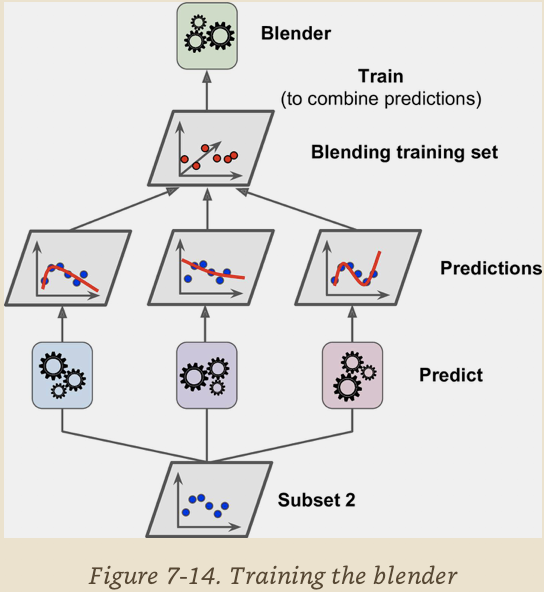 Blender
Train
(to combine predictions)
Blending training set
Predictions
Predict
Subset 2
Figure 7-14. Training the blender